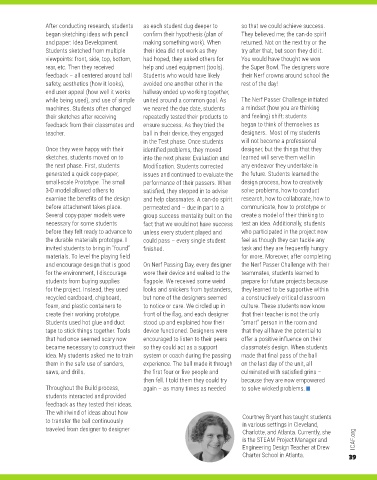 After conducting research, students
began sketching ideas with pencil
and paper: Idea Development.
Students sketched from multiple
viewpoints: front, side, top, bottom,
rear, etc. Then they received
feedback – all centered around ball
safety, aesthetics (how it looks),
end user appeal (how well it works
while being used), and use of simple
machines. Students often changed
their sketches after receiving
feedback from their classmates and
teacher.
Once they were happy with their
sketches, students moved on to
the next phase. First, students
generated a quick copy-paper,
small-scale Prototype. The small
3-D model allowed others to
examine the benefits of the design
before attachment takes place.
Several copy-paper models were
necessary for some students
before they felt ready to advance to
the durable materials prototype. I
invited students to bring in "found"
materials. To level the playing field
and encourage design that is good
for the environment, I discourage
students from buying supplies
for the project. Instead, they used
recycled cardboard, chipboard,
foam, and plastic containers to
create their working prototype.
Students used hot glue and duct
tape to stick things together. Tools
that had once seemed scary now
became necessary to construct their
idea. My students asked me to train
them in the safe use of sanders,
saws, and drills.
Throughout the Build process,
students interacted and provided
feedback as they tested their ideas.
The whirlwind of ideas about how
to transfer the ball continuously
traveled from designer to designer
as each student dug deeper to
confirm their hypothesis (plan of
making something work). When
their idea did not work as they
had hoped, they asked others for
help and used equipment (tools).
Students who would have likely
avoided one another other in the
hallway ended up working together,
united around a common goal. As
we neared the due date, students
repeatedly tested their products to
ensure success. As they tried the
ball in their device, they engaged
in the Test phase. Once students
identified problems, they moved
into the next phase: Evaluation and
Modification. Students corrected
issues and continued to evaluate the
performance of their passers. When
satisfied, they stepped in to advise
and help classmates. A can-do spirit
permeated and – due in part to a
group success mentality built on the
fact that we would not have success
unless every student played and
could pass – every single student
finished.
On Nerf Passing Day, every designer
wore their device and walked to the
flagpole. We received some weird
looks and snickers from bystanders,
but none of the designers seemed
to notice or care. We circled up in
front of the flag, and each designer
stood up and explained how their
device functioned. Designers were
encouraged to listen to their peers
so they could act as a support
system or coach during the passing
experience. The ball made it through
the first four or five people and
then fell. I told them they could try
again – as many times as needed
so that we could achieve success.
They believed me; the can-do spirit
returned. Not on the next try or the
try after that, but soon they did it.
You would have thought we won
the Super Bowl. The designers wore
their Nerf crowns around school the
rest of the day!
The Nerf Passer Challenge initiated
a mindset (how you are thinking
and feeling) shift; students
began to think of themselves as
designers. Most of my students
will not become a professional
designer, but the things that they
learned will serve them well in
any endeavor they undertake in
the future. Students learned the
design process, how to creatively
solve problems, how to conduct
research, how to collaborate, how to
communicate, how to prototype or
create a model of their thinking to
test an idea. Additionally, students
who participated in the project now
feel as though they can tackle any
task and they are frequently hungry
for more. Moreover, after completing
the Nerf Passer Challenge with their
teammates, students learned to
prepare for future projects because
they learned to be supportive within
a constructively critical classroom
culture. These students now know
that their teacher is not the only
"smart" person in the room and
that they all have the potential to
offer a positive influence on their
classmate's design. When students
made that final pass of the ball
on the last day of the unit, all
culminated with satisfied grins –
because they are now empowered
to solve wicked problems.
Courtney Bryant has taught students
in various settings in Cleveland,
Charlotte, and Atlanta. Currently, she
is the STEAM Project Manager and
Engineering Design Teacher at Drew
Charter School in Atlanta.
ICAF.org
39